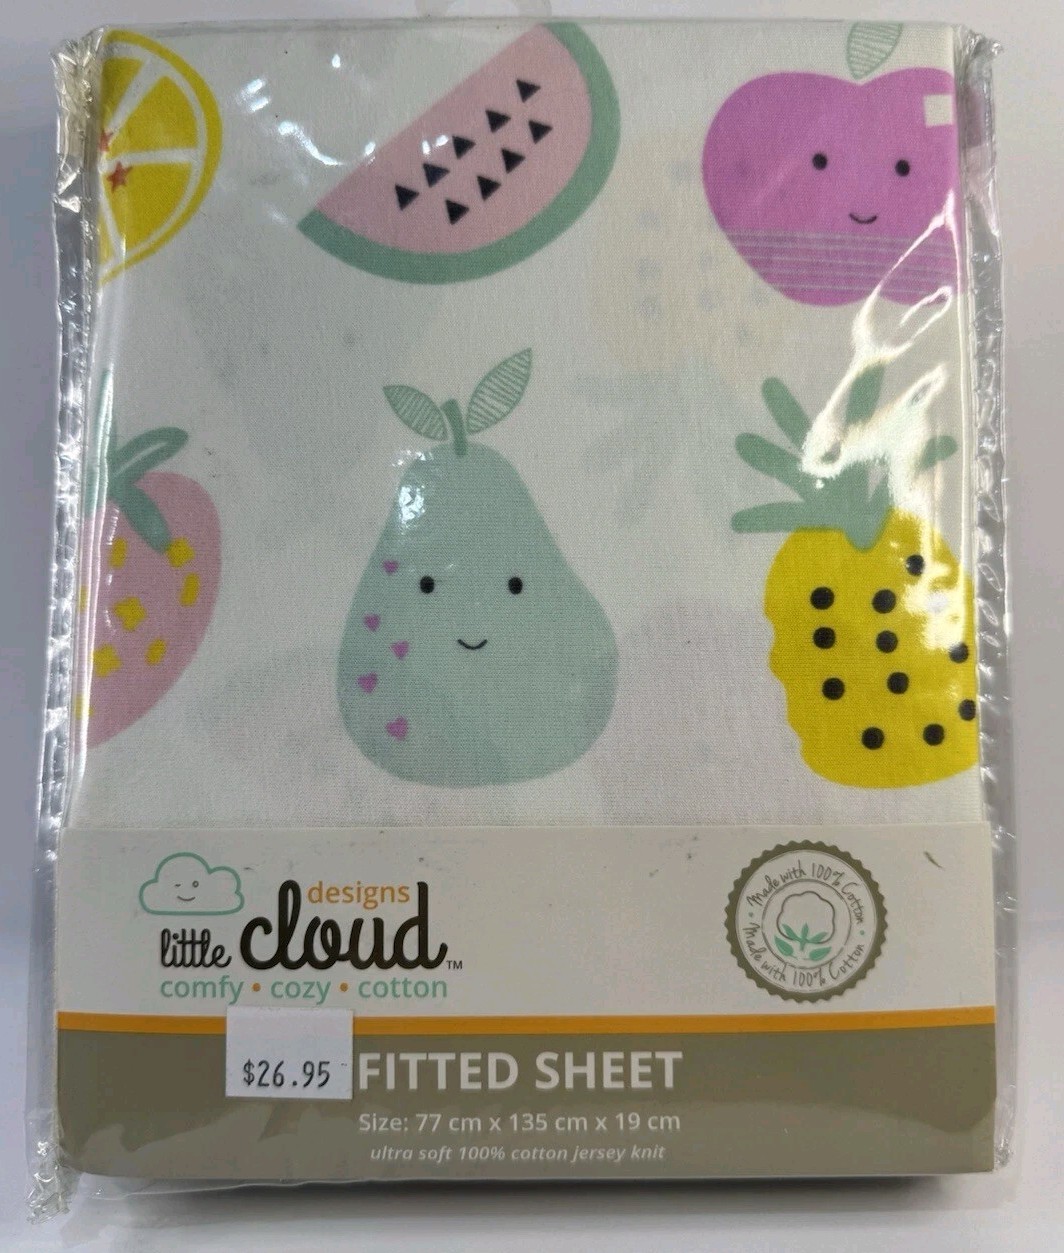 designs
little cloud™
comfy • cozy • cotton
Made with 100% Cotton • Made with 100% Cotton •
$26.95
FITTED SHEET
Size: 77 cm x 135 cm x 19 cm
ultra soft 100% cotton jersey knit